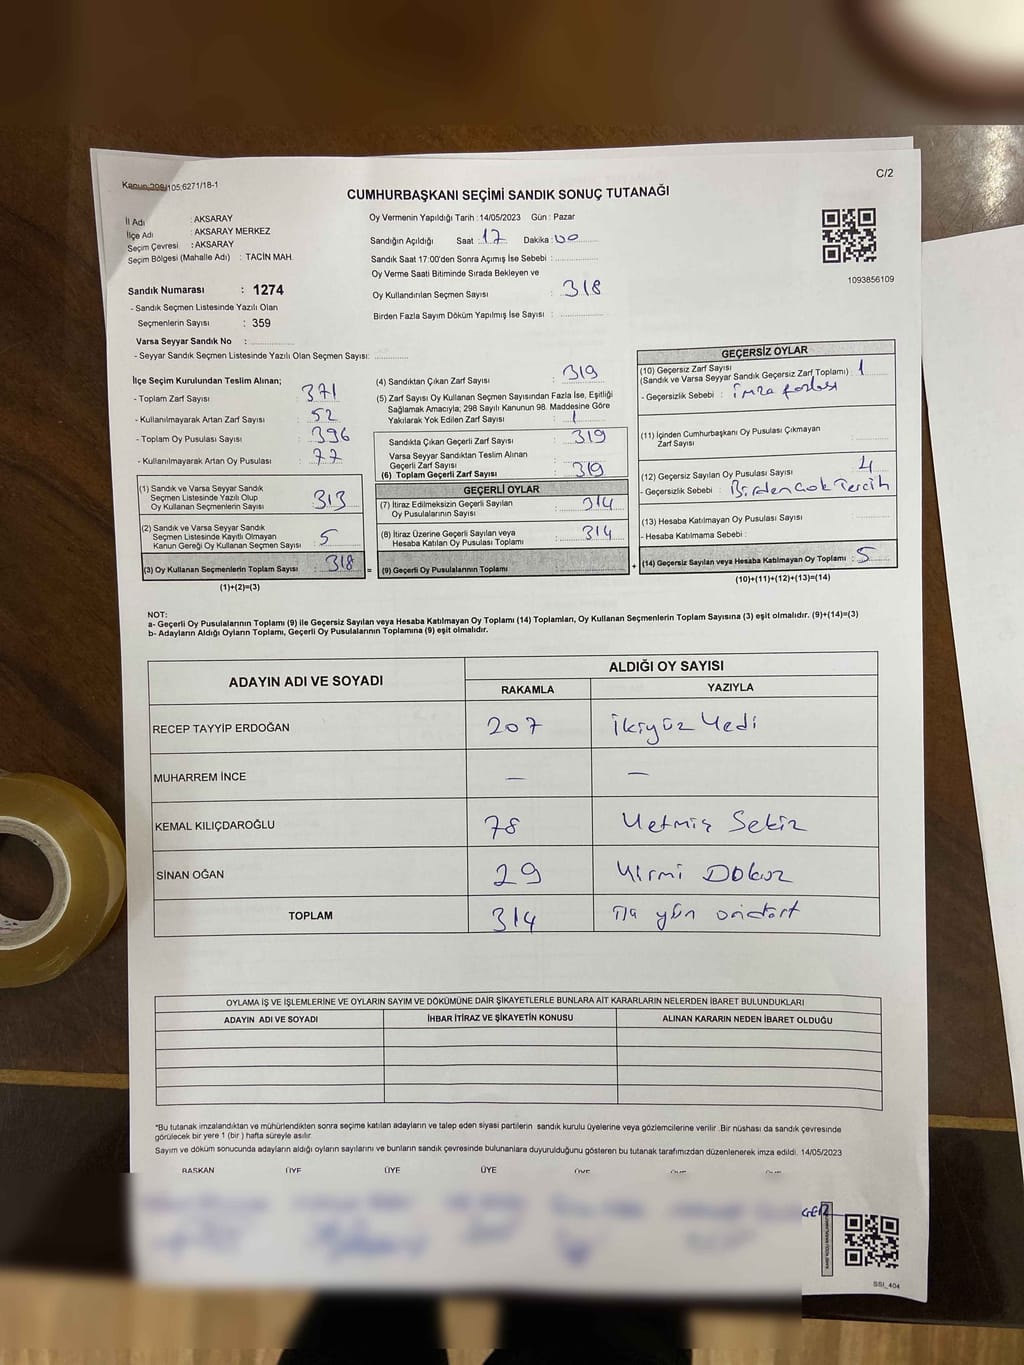 Kanun 298/105:6271/18-1
C/2
CUMHURBAŞKANI SEÇİMİ SANDIK SONUÇ TUTANAĞI
İl Adı : AKSARAY
İlçe Adı : AKSARAY MERKEZ
Seçim Çevresi : AKSARAY
Seçim Bölgesi (Mahalle Adı) : TACİN MAH.
Sandık Numarası : 1274
- Sandık Seçmen Listesinde Yazılı Olan
Seçmenlerin Sayısı : 359
Varsa Seyyar Sandık No :
- Seyyar Sandık Seçmen Listesinde Yazılı Olan Seçmen Sayısı:
Oy Vermenin Yapıldığı Tarih :14/05/2023 Gün : Pazar
Sandığın Açıldığı Saat : 17 Dakika : 00
Sandık Saat 17:00'den Sonra Açımış İse Sebebi :
Oy Verme Saati Bitiminde Sırada Bekleyen ve
Oy Kullandırılan Seçmen Sayısı : 318
Birden Fazla Sayım Döküm Yapılmış İse Sayısı :
1093856109
İlçe Seçim Kurulundan Teslim Alınan;
- Toplam Zarf Sayısı : 371
- Kullanılmayarak Artan Zarf Sayısı : 52
- Toplam Oy Pusulası Sayısı : 396
- Kullanılmayarak Artan Oy Pusulası : 77
(1) Sandık ve Varsa Seyyar Sandık
Seçmen Listesinde Yazılı Olup
Oy Kullanan Seçmenlerin Sayısı : 313
(2) Sandık ve Varsa Seyyar Sandık
Seçmen Listesinde Kayıtlı Olmayan
Kanun Gereği Oy Kullanan Seçmen Sayısı : 5
(3) Oy Kullanan Seçmenlerin Toplam Sayısı : 318
(1)+(2)=(3)
(4) Sandıktan Çıkan Zarf Sayısı : 319
(5) Zarf Sayısı Oy Kullanan Seçmen Sayısından Fazla İse, Eşitliği
Sağlamak Amacıyla; 298 Sayılı Kanunun 98. Maddesine Göre
Yakılarak Yok Edilen Zarf Sayısı : 1
Sandıkta Çıkan Geçerli Zarf Sayısı : 319
Varsa Seyyar Sandıktan Teslim Alınan
Geçerli Zarf Sayısı :
(6) Toplam Geçerli Zarf Sayısı : 319
GEÇERLİ OYLAR
(7) İtiraz Edilmeksizin Geçerli Sayılan
Oy Pusulalarının Sayısı : 314
(8) İtiraz Üzerine Geçerli Sayılan veya
Hesaba Katılan Oy Pusulası Toplamı : 314
= (9) Geçerli Oy Pusulalarının Toplamı :
GEÇERSİZ OYLAR
(10) Geçersiz Zarf Sayısı
(Sandık ve Varsa Seyyar Sandık Geçersiz Zarf Toplamı) : 1
- Geçersizlik Sebebi : imza fazlası
(11) İçinden Cumhurbaşkanı Oy Pusulası Çıkmayan
Zarf Sayısı :
(12) Geçersiz Sayılan Oy Pusulası Sayısı : 4
- Geçersizlik Sebebi : Birden Çok Tercih
(13) Hesaba Katılmayan Oy Pusulası Sayısı :
- Hesaba Katılmama Sebebi :
+ (14) Geçersiz Sayılan veya Hesaba Katılmayan Oy Toplamı : 5
(10)+(11)+(12)+(13)=(14)
NOT:
a- Geçerli Oy Pusulalarının Toplamı (9) ile Geçersiz Sayılan veya Hesaba Katılmayan Oy Toplamı (14) Toplamları, Oy Kullanan Seçmenlerin Toplam Sayısına (3) eşit olmalıdır. (9)+(14)=(3)
b- Adayların Aldığı Oyların Toplamı, Geçerli Oy Pusulalarının Toplamına (9) eşit olmalıdır.
ADAYIN ADI VE SOYADI
ALDIĞI OY SAYISI
RAKAMLA YAZIYLA
RECEP TAYYİP ERDOĞAN 207 İkiyüz Yedi
MUHARREM İNCE — —
KEMAL KILIÇDAROĞLU 78 Yetmiş Sekiz
SİNAN OĞAN 29 Yirmi Dokuz
TOPLAM 314
OYLAMA İŞ VE İŞLEMLERİNE VE OYLARIN SAYIM VE DÖKÜMÜNE DAİR ŞİKAYETLERLE BUNLARA AİT KARARLARIN NELERDEN İBARET BULUNDUKLARI
ADAYIN ADI VE SOYADI İHBAR İTİRAZ VE ŞİKAYETİN KONUSU ALINAN KARARIN NEDEN İBARET OLDUĞU
*Bu tutanak imzalandıktan ve mühürlendikten sonra seçime katılan adayların ve talep eden siyasi partilerin sandık kurulu üyelerine veya gözlemcilerine verilir .Bir nüshası da sandık çevresinde
görülecek bir yere 1 (bir ) hafta süreyle asılır.
Sayım ve döküm sonucunda adayların aldığı oyların sayılarını ve bunların sandık çevresinde bulunanlara duyurulduğunu gösteren bu tutanak tarafımızdan düzenlenerek imza edildi. 14/05/2023
BAŞKAN ÜYE ÜYE ÜYE ÜYE
SSI_404